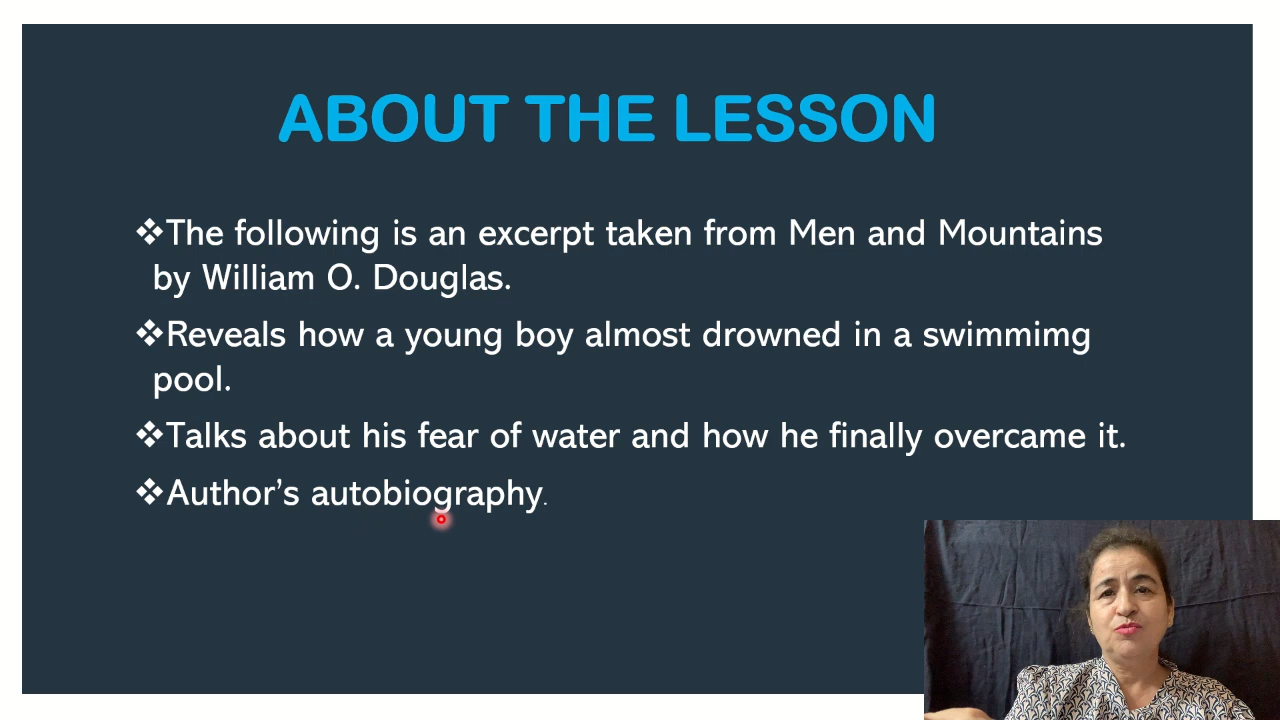 ABOUT THE LESSON
❖The following is an excerpt taken from Men and Mountains
by William O. Douglas.
❖Reveals how a young boy almost drowned in a swimmimg
pool.
❖Talks about his fear of water and how he finally overcame it.
❖Author’s autobiography.